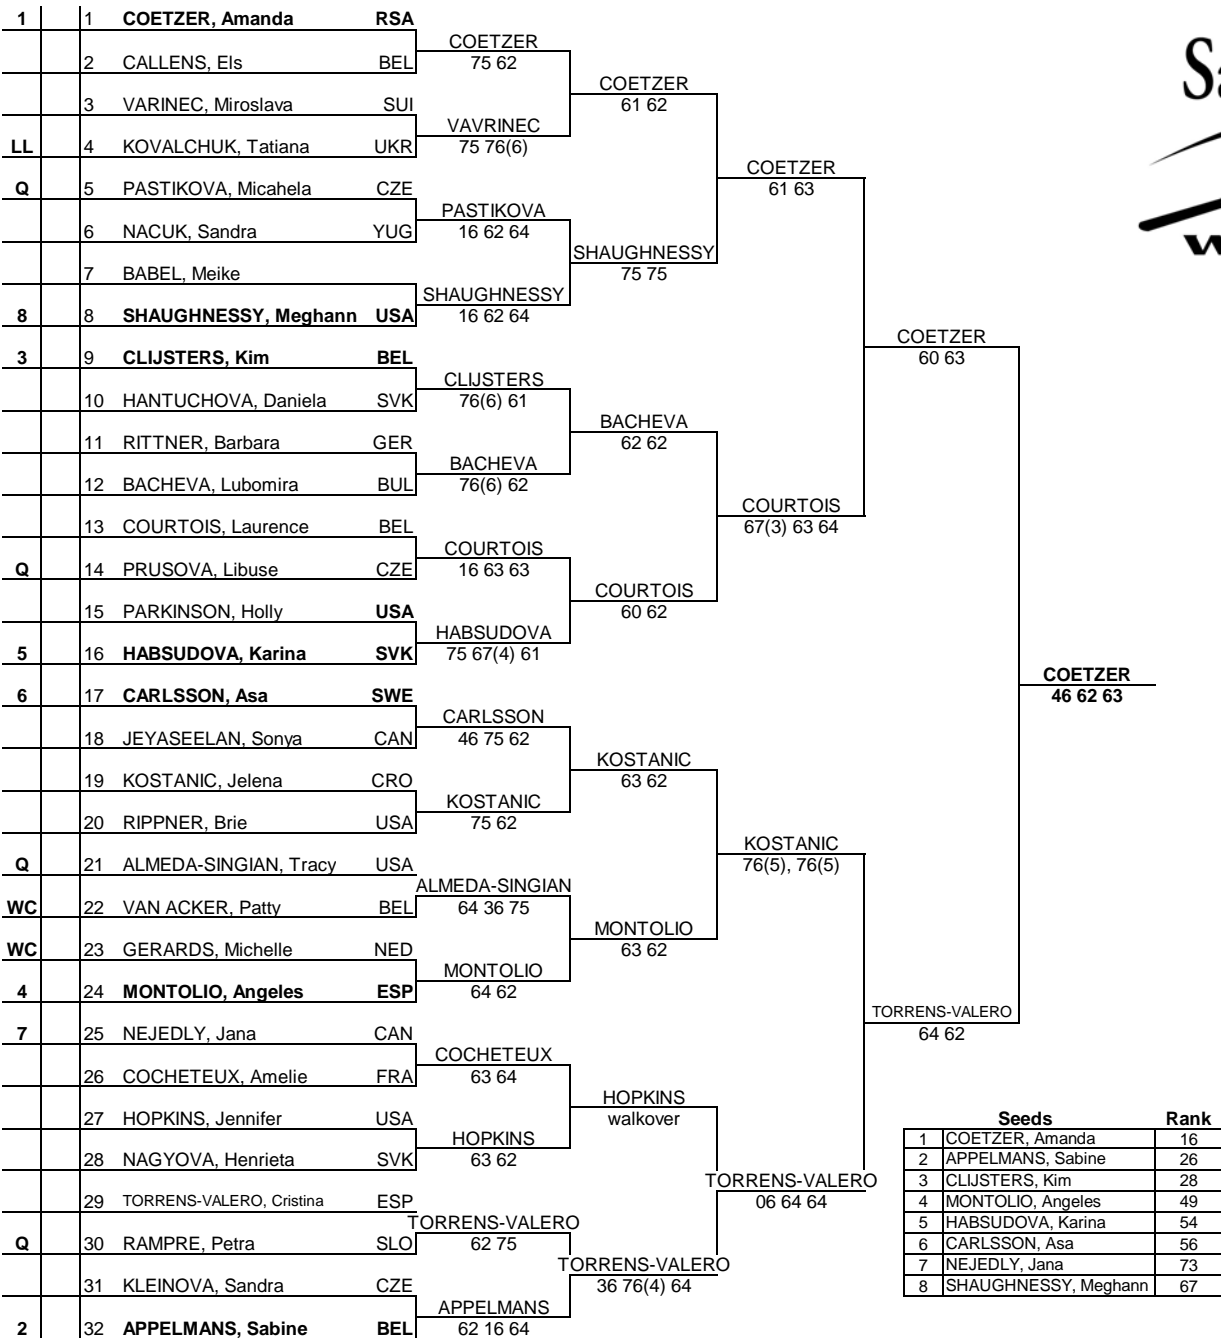 1 1 COETZER, Amanda RSA
COETZER
2 CALLENS, Els BEL 75 62
COETZER
3 VARINEC, Miroslava SUI 61 62
VAVRINEC
LL 4 KOVALCHUK, Tatiana UKR 75 76(6)
COETZER
Q 5 PASTIKOVA, Micahela CZE 61 63
PASTIKOVA
6 NACUK, Sandra YUG 16 62 64
SHAUGHNESSY
7 BABEL, Meike 75 75
SHAUGHNESSY
8 8 SHAUGHNESSY, Meghann USA 16 62 64
COETZER
3 9 CLIJSTERS, Kim BEL 60 63
CLIJSTERS
10 HANTUCHOVA, Daniela SVK 76(6) 61
BACHEVA
11 RITTNER, Barbara GER 62 62
BACHEVA
12 BACHEVA, Lubomira BUL 76(6) 62
COURTOIS
13 COURTOIS, Laurence BEL 67(3) 63 64
COURTOIS
Q 14 PRUSOVA, Libuse CZE 16 63 63
COURTOIS
15 PARKINSON, Holly USA 60 62
HABSUDOVA
5 16 HABSUDOVA, Karina SVK 75 67(4) 61
COETZER
6 17 CARLSSON, Asa SWE 46 62 63
CARLSSON
18 JEYASEELAN, Sonya CAN 46 75 62
KOSTANIC
19 KOSTANIC, Jelena CRO 63 62
KOSTANIC
20 RIPPNER, Brie USA 75 62
KOSTANIC
Q 21 ALMEDA-SINGIAN, Tracy USA 76(5), 76(5)
ALMEDA-SINGIAN
WC 22 VAN ACKER, Patty BEL 64 36 75
MONTOLIO
WC 23 GERARDS, Michelle NED 63 62
MONTOLIO
4 24 MONTOLIO, Angeles ESP 64 62
TORRENS-VALERO
7 25 NEJEDLY, Jana CAN 64 62
COCHETEUX
26 COCHETEUX, Amelie FRA 63 64
HOPKINS
27 HOPKINS, Jennifer USA walkover
HOPKINS
28 NAGYOVA, Henrieta SVK 63 62
TORRENS-VALERO
29 TORRENS-VALERO, Cristina ESP 06 64 64
TORRENS-VALERO
Q 30 RAMPRE, Petra SLO 62 75
TORRENS-VALERO
31 KLEINOVA, Sandra CZE 36 76(4) 64
APPELMANS
2 32 APPELMANS, Sabine BEL 62 16 64
Seeds Rank
1 COETZER, Amanda 16
2 APPELMANS, Sabine 26
3 CLIJSTERS, Kim 28
4 MONTOLIO, Angeles 49
5 HABSUDOVA, Karina 54
6 CARLSSON, Asa 56
7 NEJEDLY, Jana 73
8 SHAUGHNESSY, Meghann 67